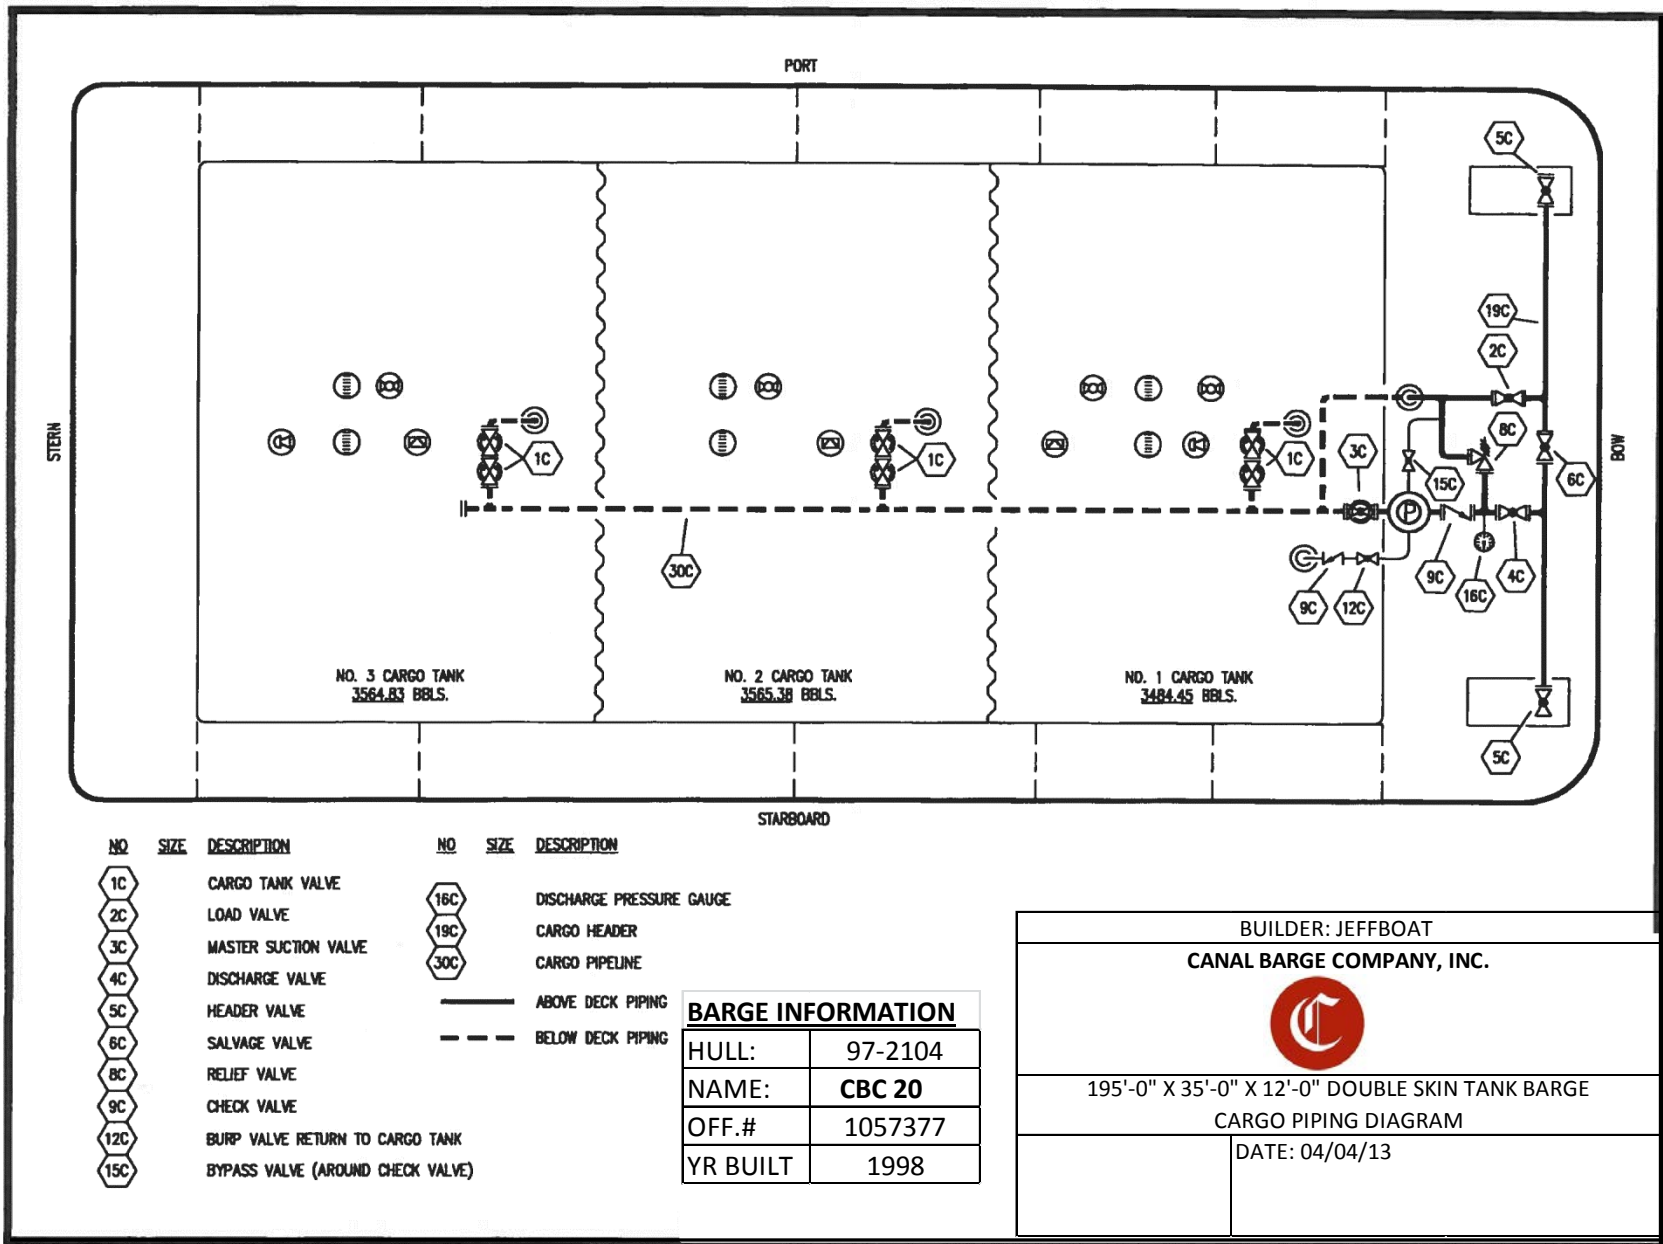 PORT
5C
19C
2C
8C
STERN
1C
1C
1C
3C
15C
6C
BOW
P
30C
9C
4C
16C
9C
12C
NO. 3 CARGO TANK
3564.83 BBLS.
NO. 2 CARGO TANK
3565.38 BBLS.
NO. 1 CARGO TANK
3484.45 BBLS.
5C
STARBOARD
NO SIZE DESCRIPTION
1C CARGO TANK VALVE
2C LOAD VALVE
3C MASTER SUCTION VALVE
4C DISCHARGE VALVE
5C HEADER VALVE
6C SALVAGE VALVE
8C RELIEF VALVE
9C CHECK VALVE
12C BURP VALVE RETURN TO CARGO TANK
15C BYPASS VALVE (AROUND CHECK VALVE)
NO SIZE DESCRIPTION
16C DISCHARGE PRESSURE GAUGE
19C CARGO HEADER
30C CARGO PIPELINE
ABOVE DECK PIPING
BELOW DECK PIPING
BARGE INFORMATION
HULL: 97-2104
NAME: CBC 20
OFF.# 1057377
YR BUILT 1998
BUILDER: JEFFBOAT
CANAL BARGE COMPANY, INC.
C
195'-0" X 35'-0" X 12'-0" DOUBLE SKIN TANK BARGE
CARGO PIPING DIAGRAM
DATE: 04/04/13